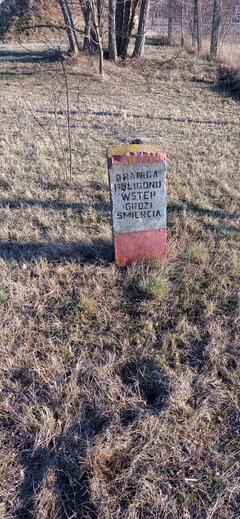 GRANICA
POLIGONU
WSTĘP
GROZI
ŚMIERCIĄ